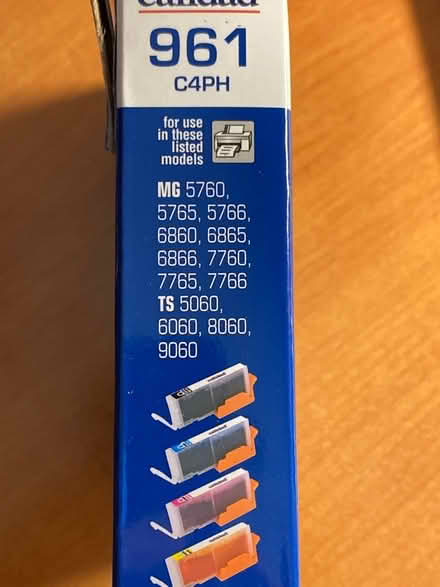 961
C4PH
for use
in these
listed
models
MG 5760,
5765, 5766,
6860, 6865,
6866, 7760,
7765, 7766
TS 5060,
6060, 8060,
9060